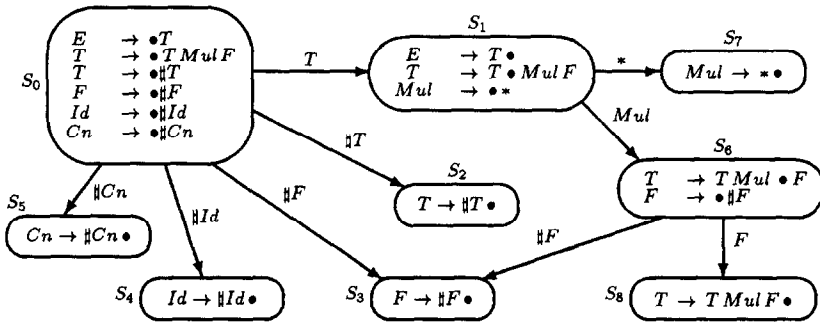 S₀
E → ● T
T → ● T Mul F
T → ● ♯T
F → ● ♯F
Id → ● ♯Id
Cn → ● ♯Cn
T
S₁
E → T ●
T → T ● Mul F
Mul → ● *
*
S₇
Mul → * ●
Mul
S₆
T → T Mul ● F
F → ● ♯F
♯T
S₂
T → ♯T ●
♯Cn
S₅
Cn → ♯Cn ●
♯Id
S₄
Id → ♯Id ●
♯F
S₃
F → ♯F ●
♯F
F
S₈
T → T Mul F ●